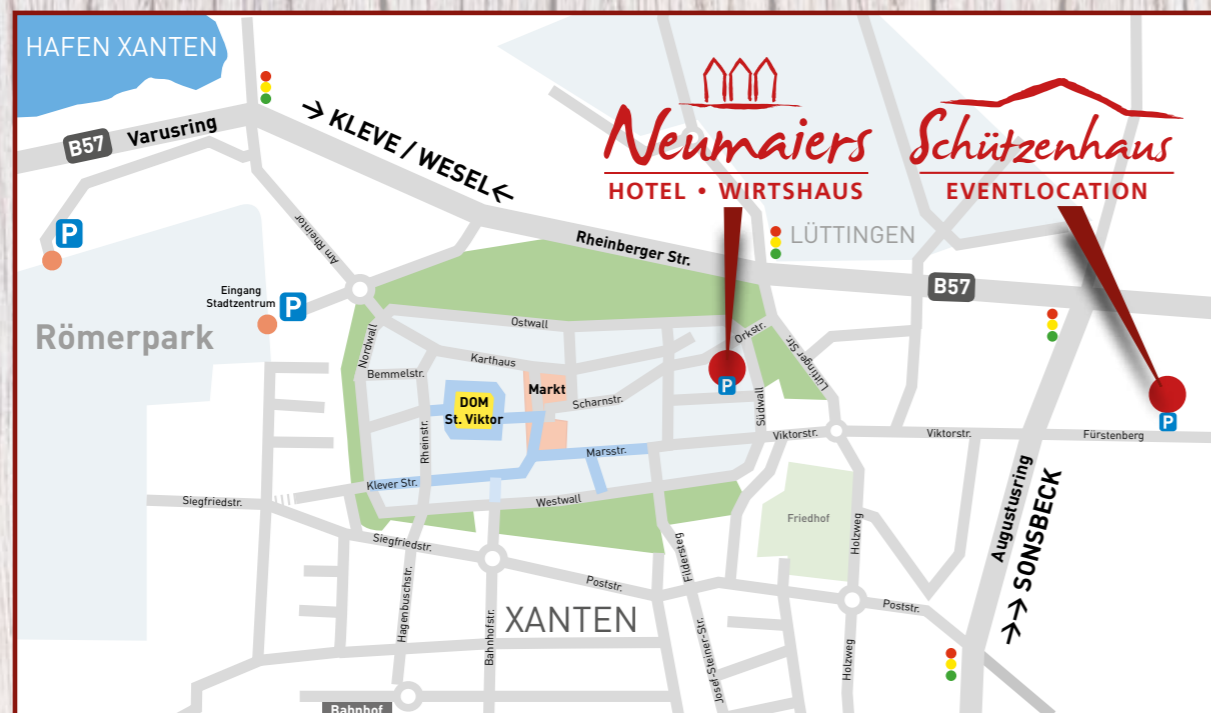 HAFEN XANTEN
B57
Varusring
→ KLEVE / WESEL ←
Neumaiers
HOTEL • WIRTSHAUS
Schützenhaus
EVENTLOCATION
Rheinberger Str.
LÜTTINGEN
B57
P
Am Rheintor
Eingang
Stadtzentrum
P
Römerpark
Nordwall
Ostwall
Orkstr.
Lüttinger Str.
Karthaus
Bemmelstr.
Markt
P
DOM
St. Viktor
Scharnstr.
Südwall
P
Rheinstr.
Viktorstr.
Viktorstr.
Fürstenberg
Marsstr.
Klever Str.
Siegfriedstr.
Westwall
Friedhof
Holzweg
Augustusring
→→ SONSBECK
Siegfriedstr.
Fildersteg
Poststr.
Poststr.
Hagenbuschstr.
Bahnhofstr.
XANTEN
Josef-Steiner-Str.
Holzweg
Bahnhof